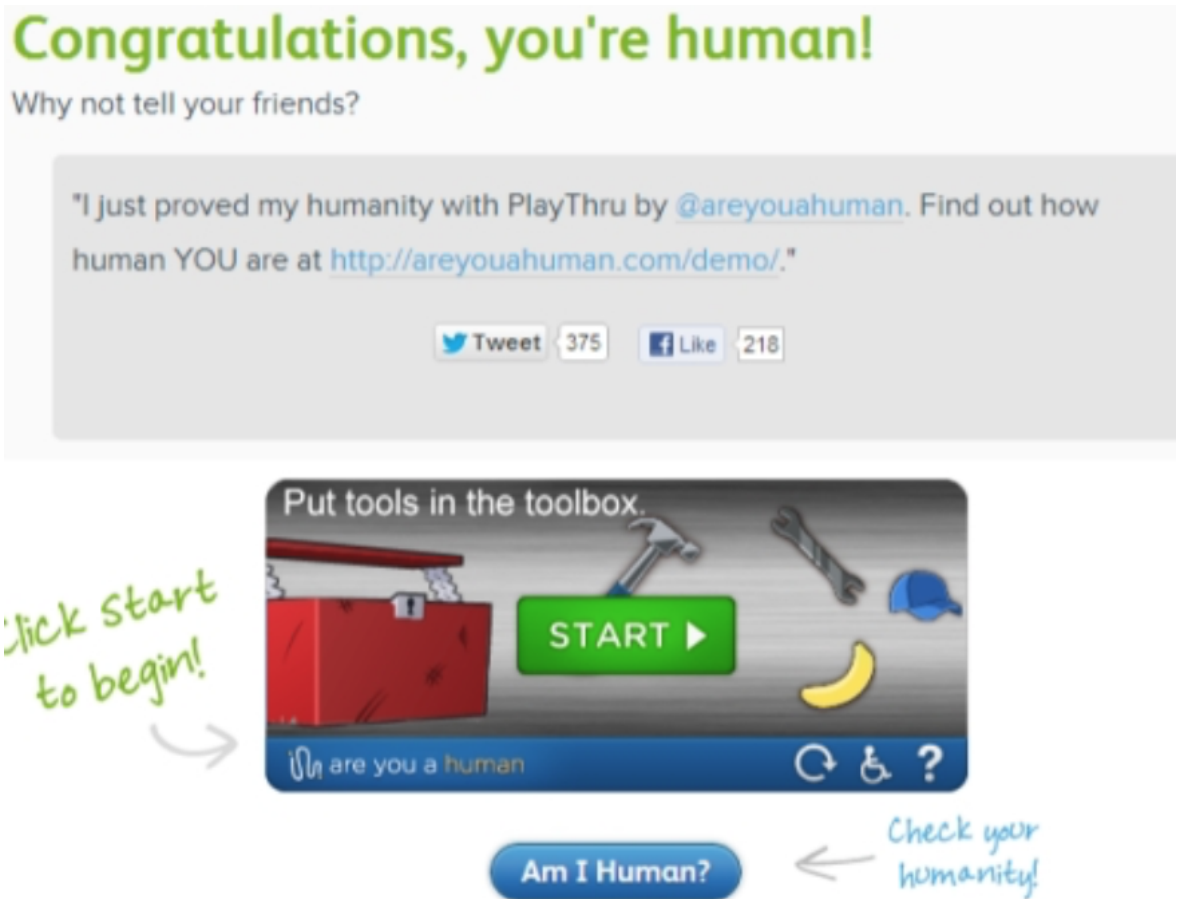 Congratulations, you're human!
Why not tell your friends?
"I just proved my humanity with PlayThru by @areyouahuman. Find out how
human YOU are at http://areyouahuman.com/demo/."
Tweet 375 Like 218
Put tools in the toolbox.
Click start
to begin!
START
are you a human
?
Am I Human?
Check your
humanity!